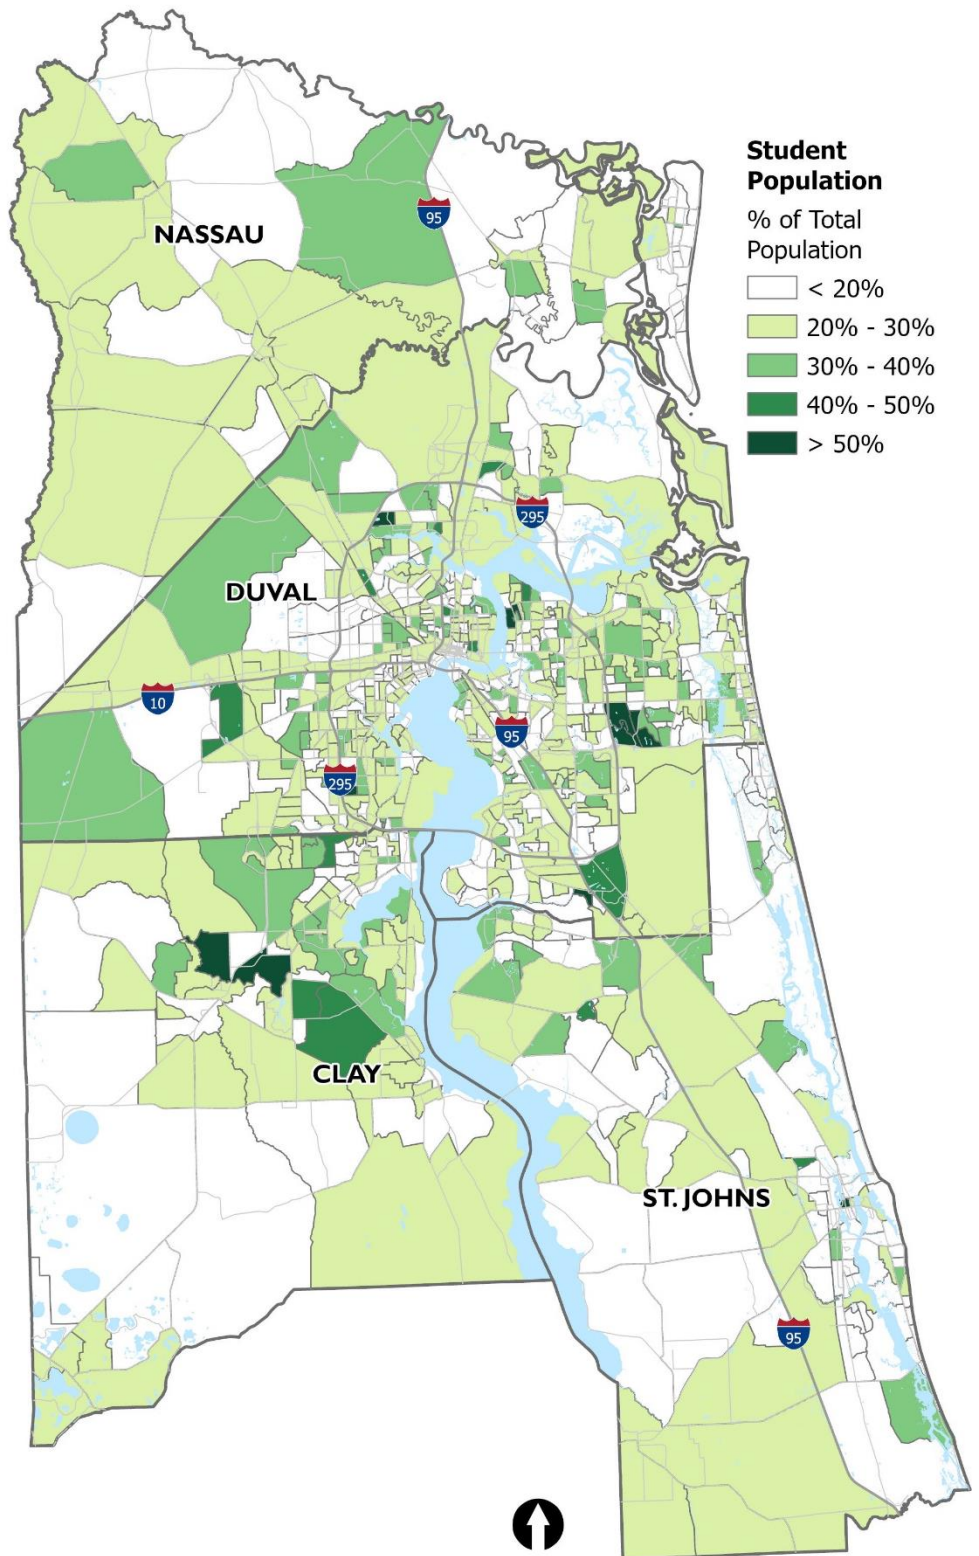 Student
Population
% of Total
Population
< 20%
20% - 30%
30% - 40%
40% - 50%
> 50%
NASSAU
95
295
DUVAL
10
95
295
CLAY
ST. JOHNS
95